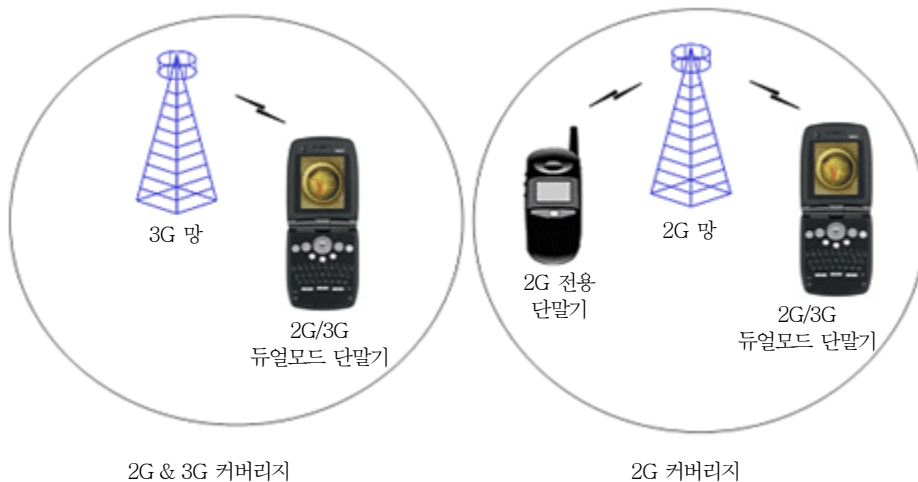 3G 망
2G/3G
듀얼모드 단말기
2G & 3G 커버리지
2G 망
2G 전용
단말기
2G/3G
듀얼모드 단말기
2G 커버리지